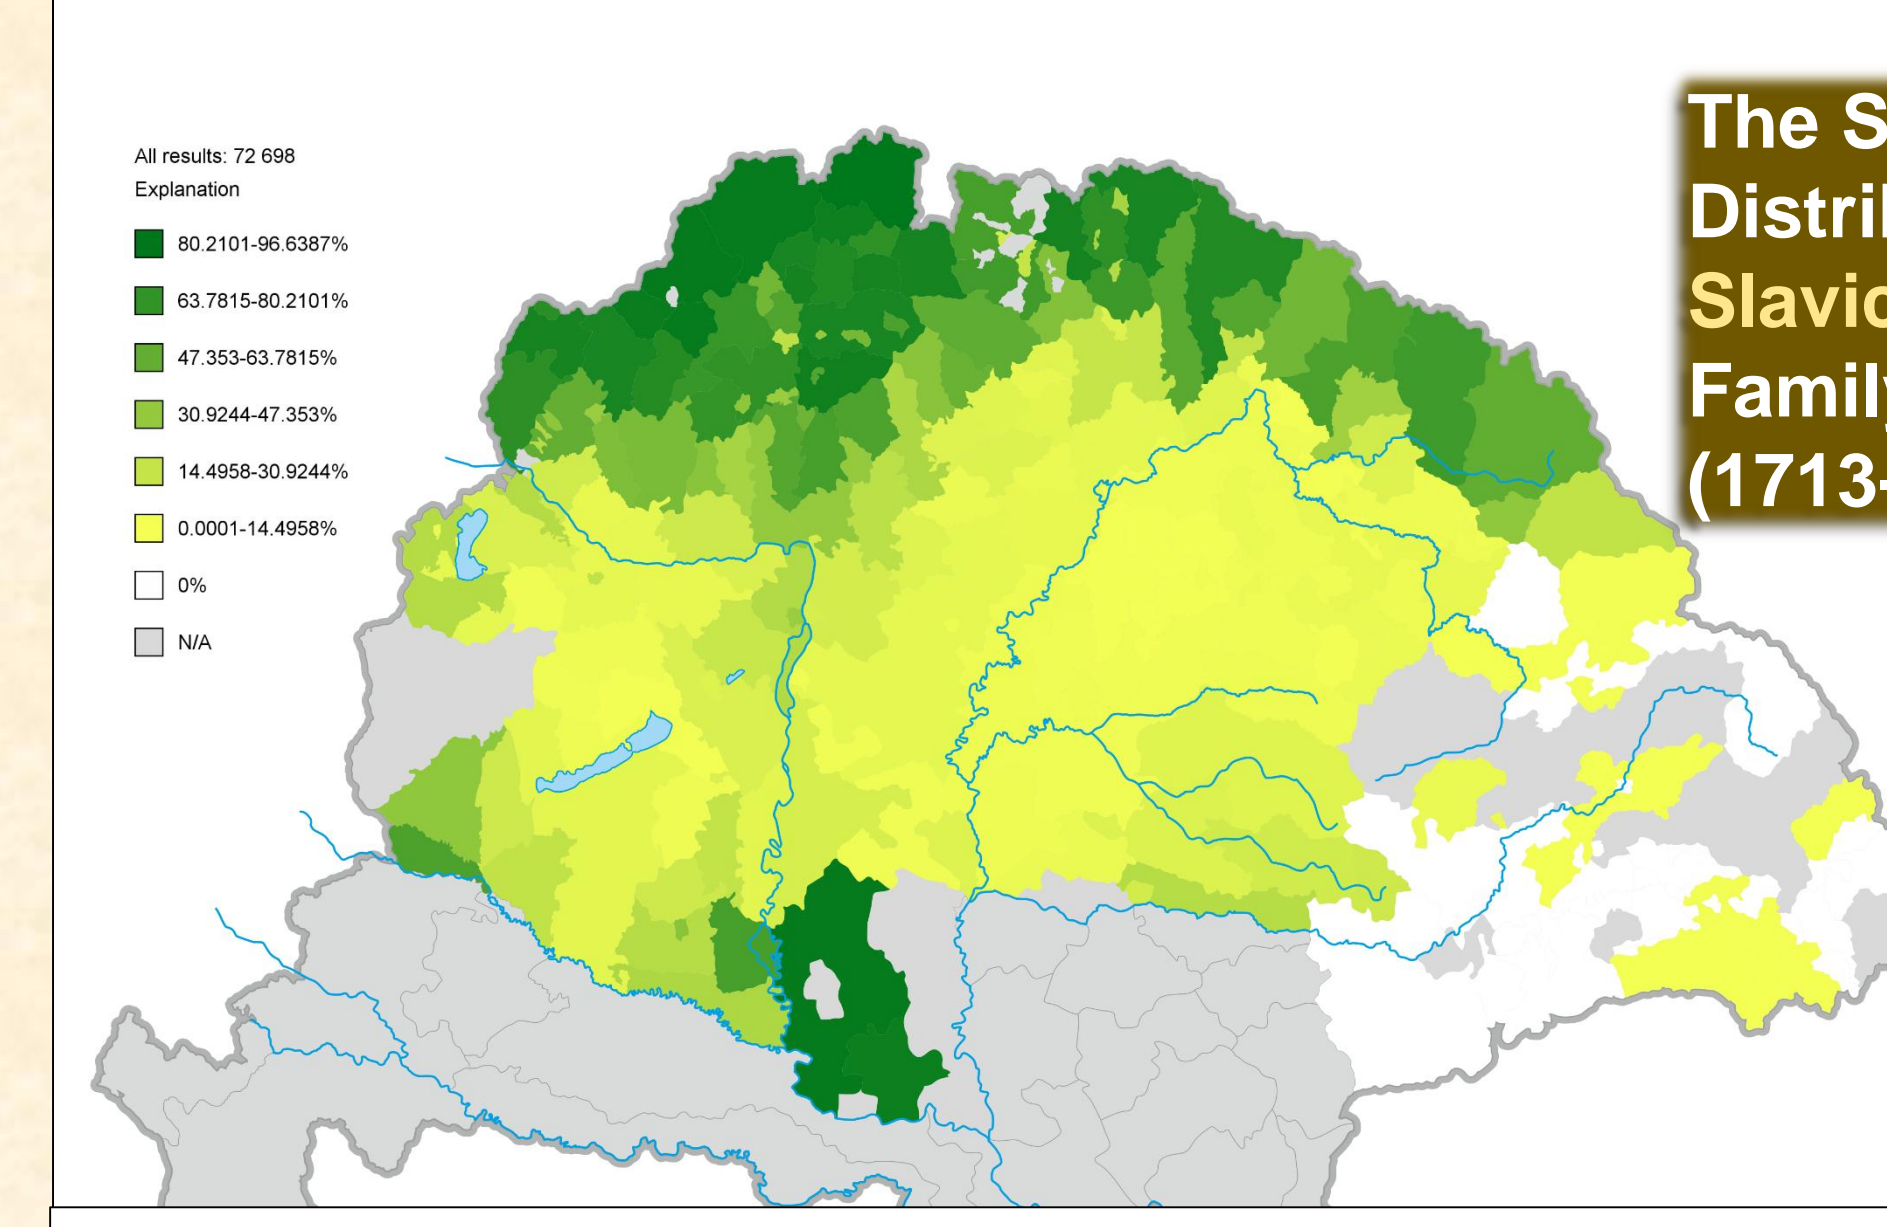 All results: 72 698
Explanation
80.2101-96.6387%
63.7815-80.2101%
47.353-63.7815%
30.9244-47.353%
14.4958-30.9244%
0.0001-14.4958%
0%
N/A
The S
Distri
Slavic
Family
(1713-